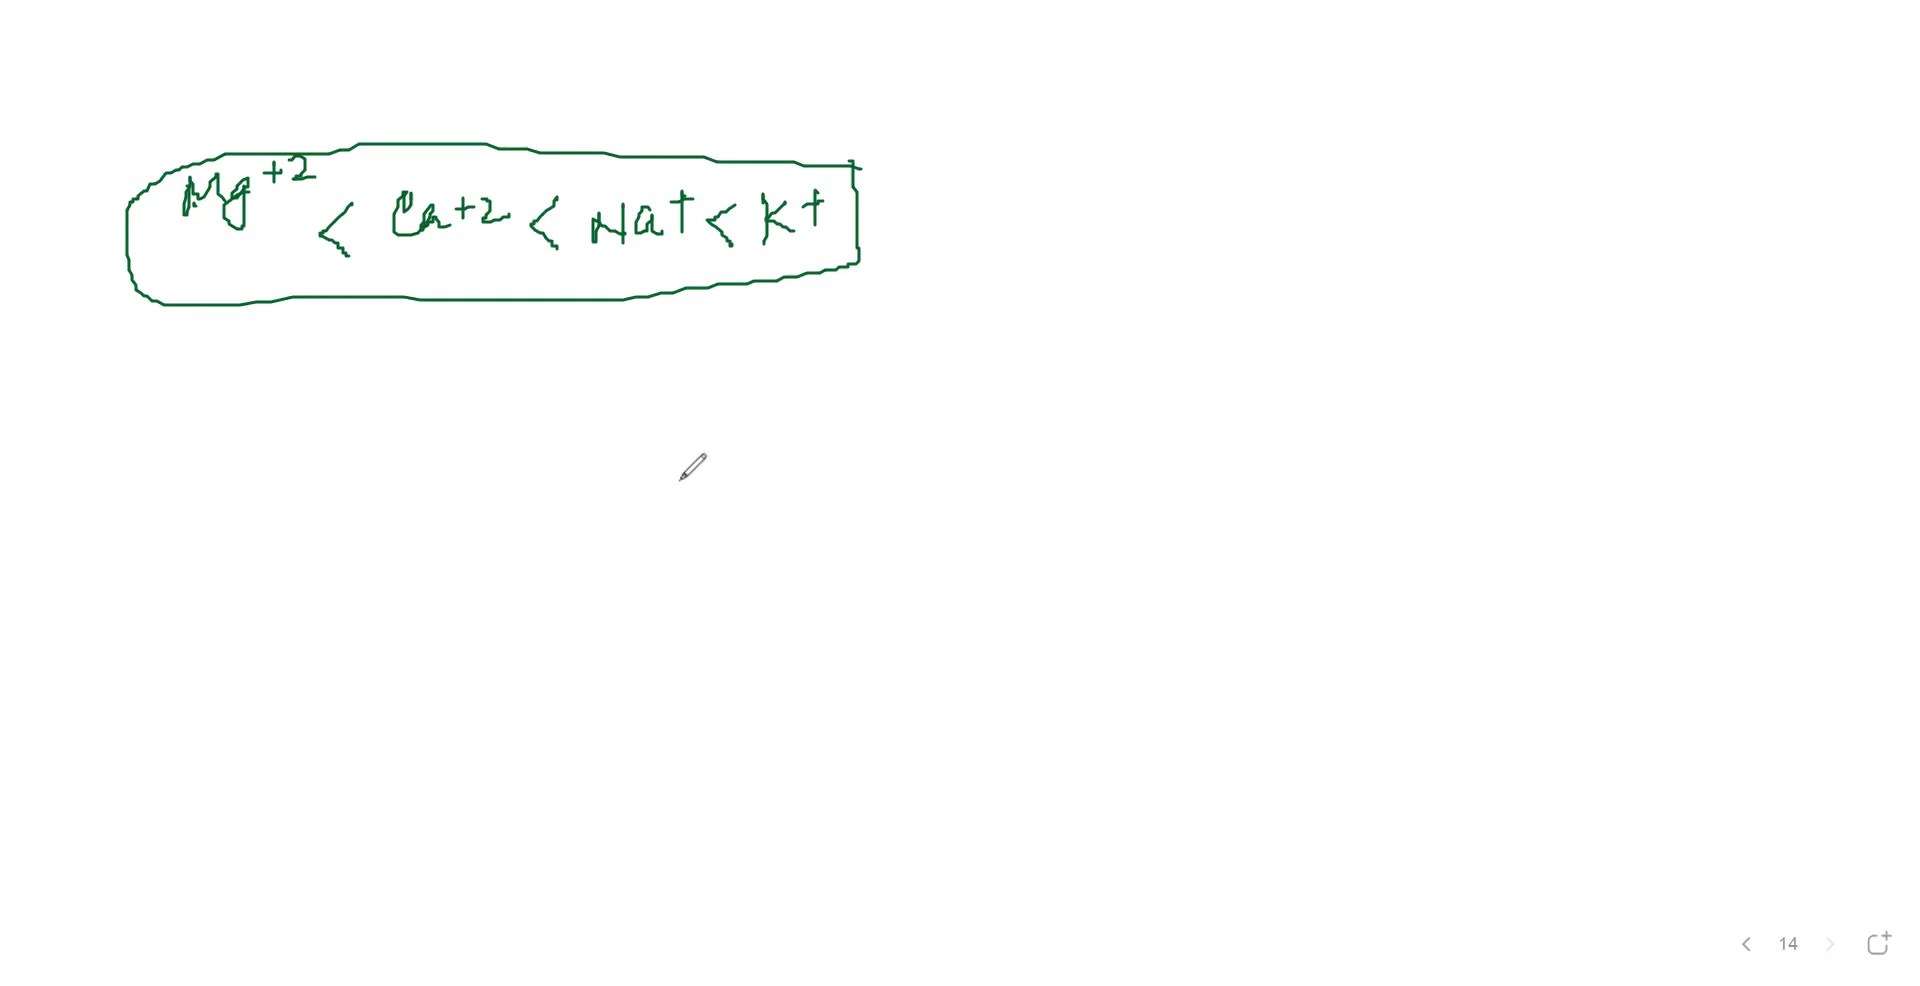 Mg+2 < Ca+2 < Na+ < K+
14